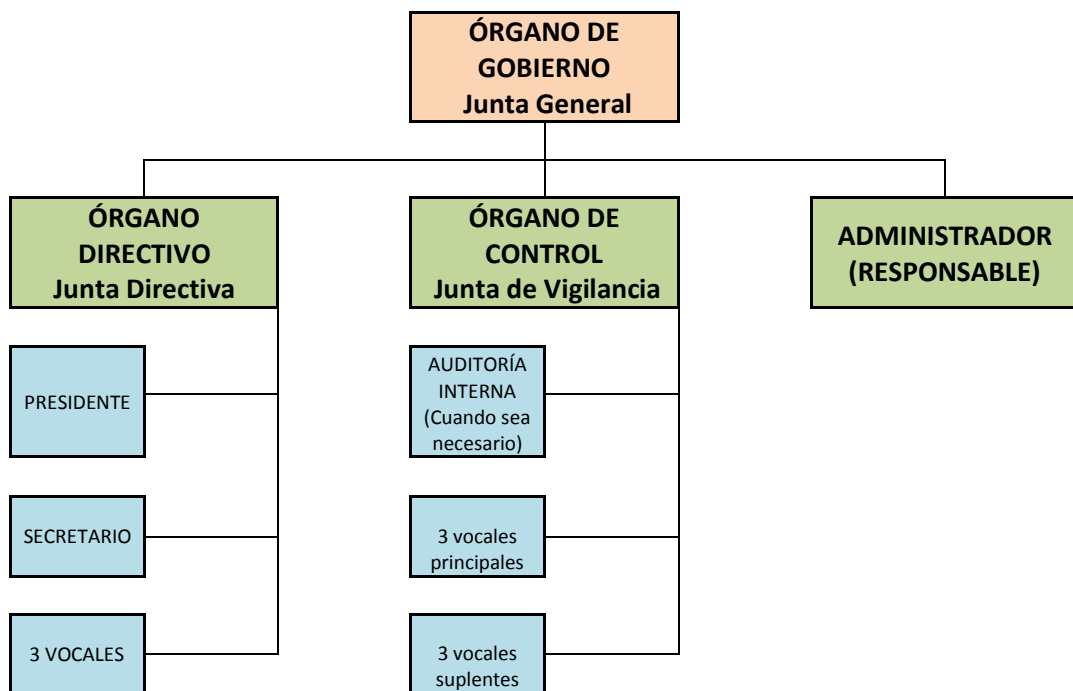 ÓRGANO DE
GOBIERNO
Junta General
ÓRGANO
DIRECTIVO
Junta Directiva
ÓRGANO DE
CONTROL
Junta de Vigilancia
ADMINISTRADOR
(RESPONSABLE)
PRESIDENTE
SECRETARIO
3 VOCALES
AUDITORÍA
INTERNA
(Cuando sea
necesario)
3 vocales
principales
3 vocales
suplentes